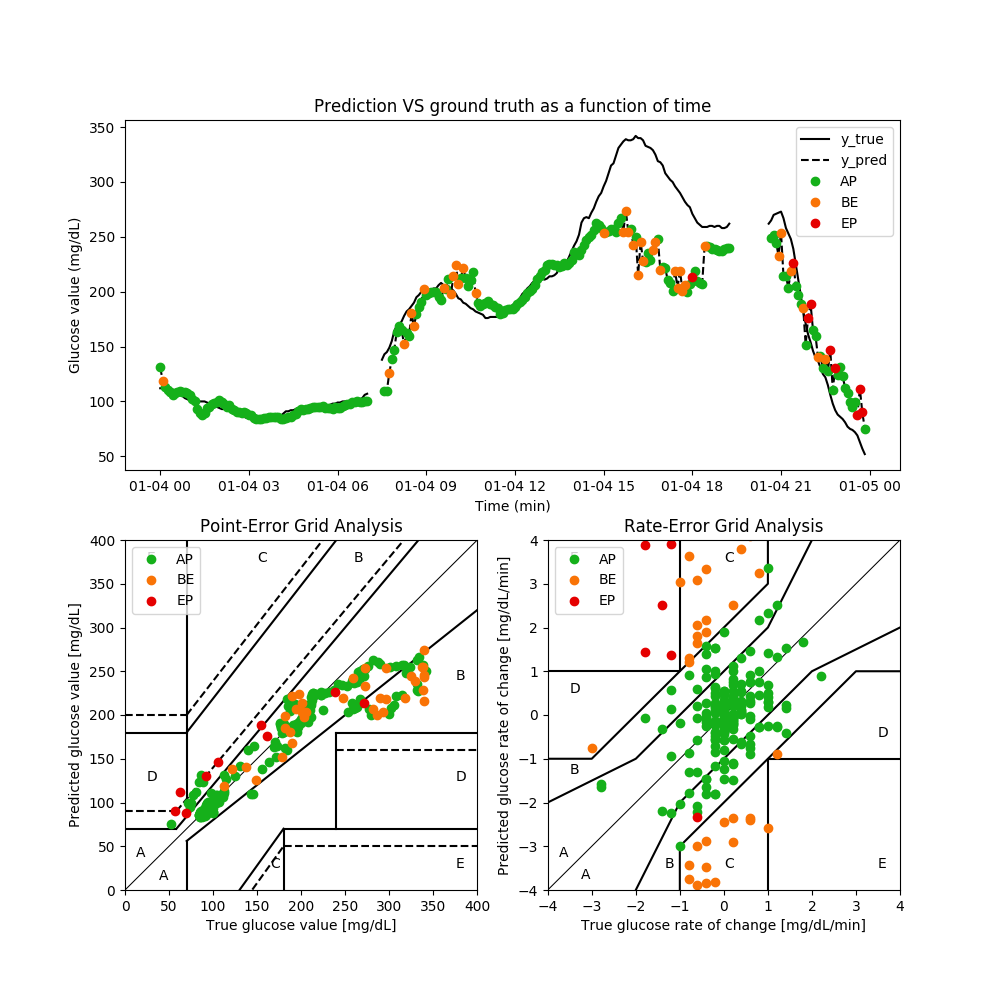 Prediction VS ground truth as a function of time
350
300
250
200
150
100
50
Glucose value (mg/dL)
y_true
y_pred
AP
BE
EP
01-04 00 01-04 03 01-04 06 01-04 09 01-04 12 01-04 15 01-04 18 01-04 21 01-05 00
Time (min)
Point-Error Grid Analysis
400
350
300
250
200
150
100
50
0
Predicted glucose value [mg/dL]
AP
BE
EP
C
B
B
D
D
A
A
C
E
0 50 100 150 200 250 300 350 400
True glucose value [mg/dL]
Rate-Error Grid Analysis
4
3
2
1
0
−1
−2
−3
−4
Predicted glucose rate of change [mg/dL/min]
AP
BE
EP
C
D
D
B
A
A
B
C
E
−4 −3 −2 −1 0 1 2 3 4
True glucose rate of change [mg/dL/min]